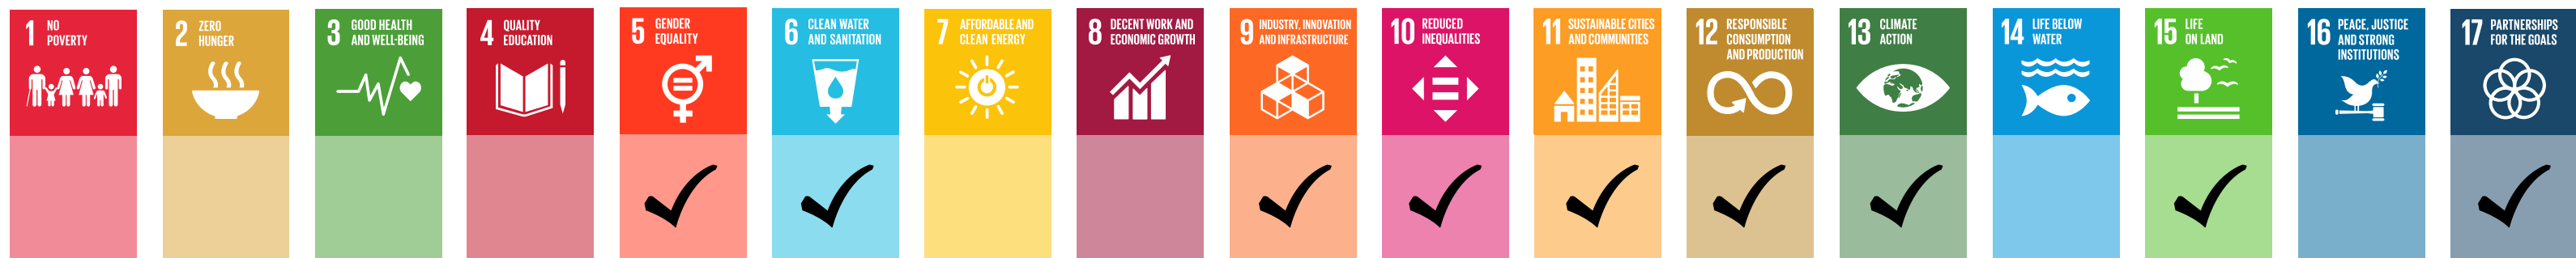 1 NO
POVERTY
2 ZERO
HUNGER
3 GOOD HEALTH
AND WELL-BEING
4 QUALITY
EDUCATION
5 GENDER
EQUALITY
6 CLEAN WATER
AND SANITATION
7 AFFORDABLE AND
CLEAN ENERGY
8 DECENT WORK AND
ECONOMIC GROWTH
9 INDUSTRY, INNOVATION
AND INFRASTRUCTURE
10 REDUCED
INEQUALITIES
11 SUSTAINABLE CITIES
AND COMMUNITIES
12 RESPONSIBLE
CONSUMPTION
AND PRODUCTION
13 CLIMATE
ACTION
14 LIFE BELOW
WATER
15 LIFE
ON LAND
16 PEACE, JUSTICE
AND STRONG
INSTITUTIONS
17 PARTNERSHIPS
FOR THE GOALS